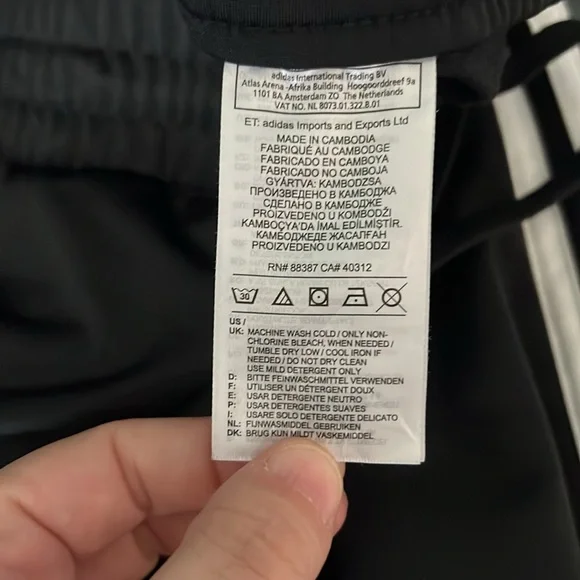 adidas International Trading BV
Atlas Arena -Afrika Building Hoogoorddreef 9a
1101 BA Amsterdam ZO The Netherlands
VAT NO. NL 8073.01.322.B.01
ET: adidas Imports and Exports Ltd
MADE IN CAMBODIA
FABRIQUÉ AU CAMBODGE
FABRICADO EN CAMBOYA
FABRICADO NO CAMBOJA
GYÁRTVA: KAMBODZSA
ПРОИЗВЕДЕНО В КАМБОДЖА
СДЕЛАНО В КАМБОДЖЕ
PROIZVEDENO U KOMBODŽI
KAMBOÇYA'DA İMAL EDİLMİŞTİR.
КАМБОДЖЕДЕ ЖАСАЛҒАН
PROIZVEDENO U KAMBODZI
RN# 88387 CA# 40312
30
US /
UK: MACHINE WASH COLD / ONLY NON-
CHLORINE BLEACH, WHEN NEEDED /
TUMBLE DRY LOW / COOL IRON IF
NEEDED / DO NOT DRY CLEAN
USE MILD DETERGENT ONLY
D: BITTE FEINWASCHMITTEL VERWENDEN
F: UTILISER UN DÉTERGENT DOUX
E: USAR DETERGENTE NEUTRO
P: USAR DETERGENTES SUAVES
I: USARE SOLO DETERGENTE DELICATO
NL: FIJNWASMIDDEL GEBRUIKEN
DK: BRUG KUN MILDT VASKEMIDDEL